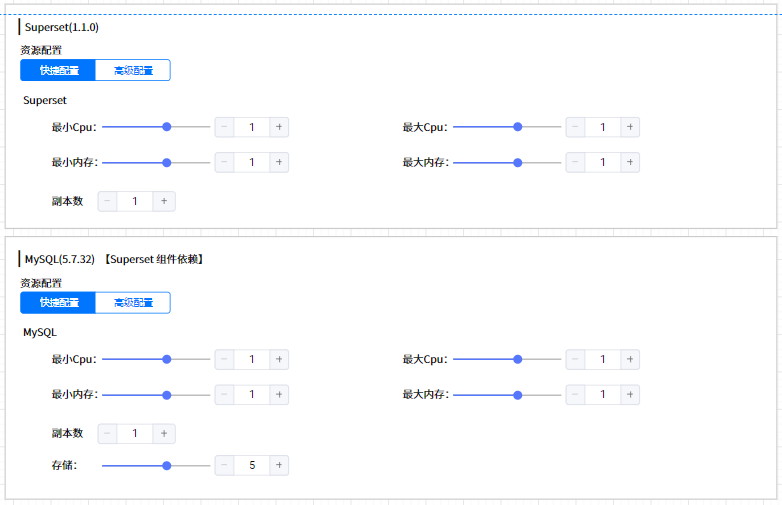 Superset(1.1.0)
资源配置
快捷配置 高级配置
Superset
最小Cpu： － 1 + 最大Cpu： － 1 +
最小内存： － 1 + 最大内存： － 1 +
副本数 － 1 +
MySQL(5.7.32) 【Superset 组件依赖】
资源配置
快捷配置 高级配置
MySQL
最小Cpu： － 1 + 最大Cpu： － 1 +
最小内存： － 1 + 最大内存： － 1 +
副本数 － 1 +
存储： － 5 +